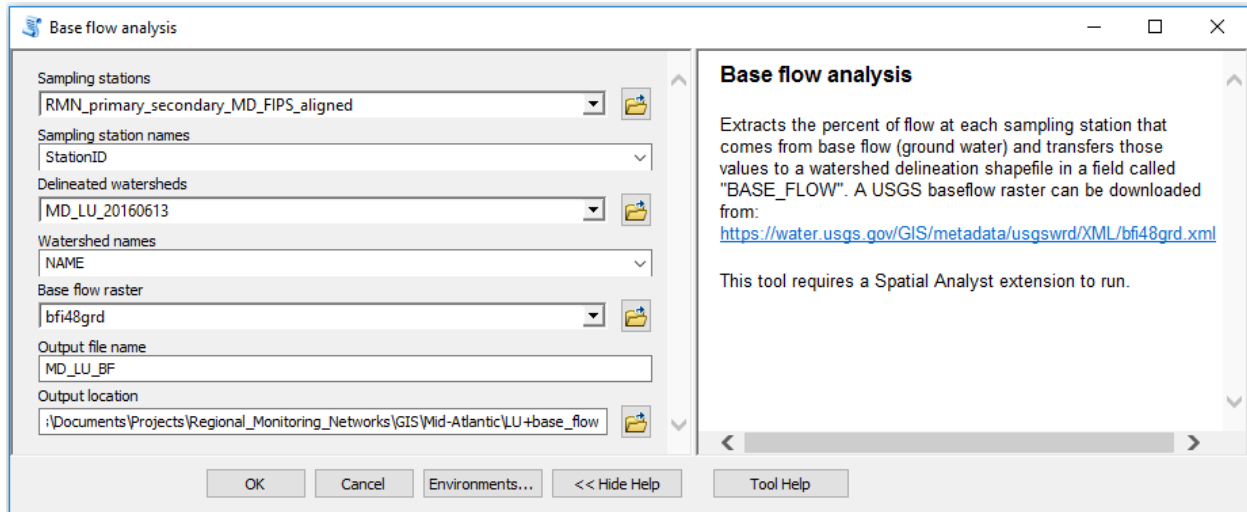 Base flow analysis
Sampling stations
RMN_primary_secondary_MD_FIPS_aligned
Sampling station names
StationID
Delineated watersheds
MD_LU_20160613
Watershed names
NAME
Base flow raster
bfi48grd
Output file name
MD_LU_BF
Output location
:\Documents\Projects\Regional_Monitoring_Networks\GIS\Mid-Atlantic\LU+base_flow
Base flow analysis
Extracts the percent of flow at each sampling station that
comes from base flow (ground water) and transfers those
values to a watershed delineation shapefile in a field called
"BASE_FLOW". A USGS baseflow raster can be downloaded
from:
https://water.usgs.gov/GIS/metadata/usgswrd/XML/bfi48grd.xml
This tool requires a Spatial Analyst extension to run.
OK
Cancel
Environments...
<< Hide Help
Tool Help